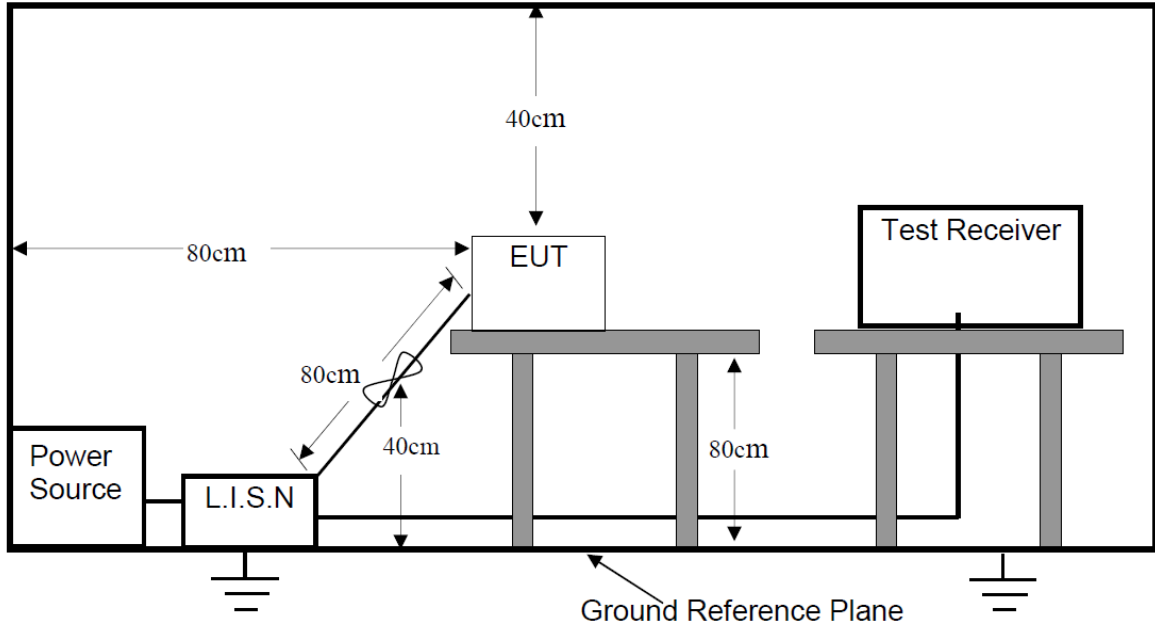 40cm
80cm
EUT
Test Receiver
80cm
40cm
80cm
Power
Source
L.I.S.N
Ground Reference Plane